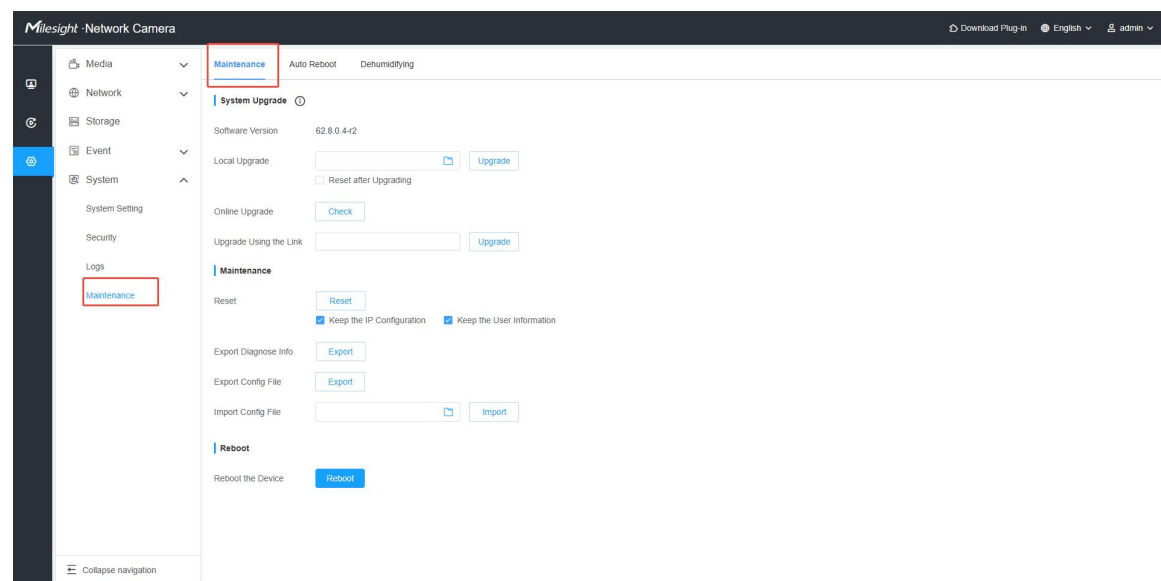 Milesight · Network Camera
Download Plug-in English admin
Media
Network
Storage
Event
System
System Setting
Security
Logs
Maintenance
Collapse navigation
Maintenance Auto Reboot Dehumidifying
System Upgrade
Software Version 62.8.0.4-r2
Local Upgrade Upgrade
Reset after Upgrading
Online Upgrade Check
Upgrade Using the Link Upgrade
Maintenance
Reset Reset
Keep the IP Configuration Keep the User Information
Export Diagnose Info Export
Export Config File Export
Import Config File Import
Reboot
Reboot the Device Reboot